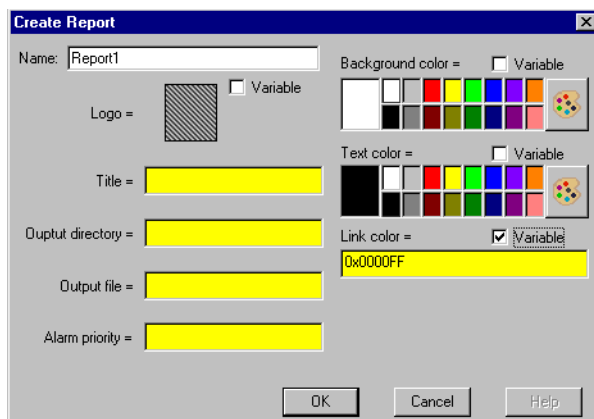 Create Report
Name: Report1
Variable
Logo =
Title =
Ouptut directory =
Output file =
Alarm priority =
Background color = Variable
Text color = Variable
Link color = Variable
0x0000FF
OK Cancel Help